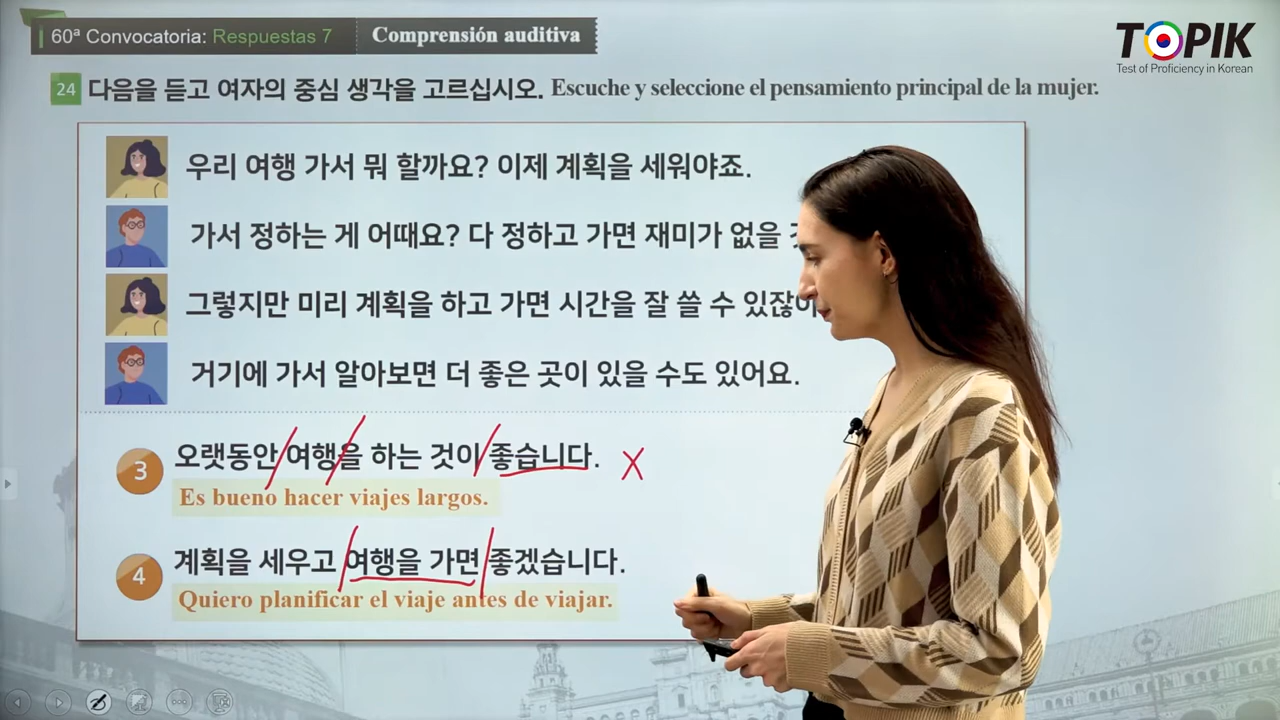 60ª Convocatoria: Respuestas 7 Comprensión auditiva
TOPIK
Test of Proficiency in Korean
24 다음을 듣고 여자의 중심 생각을 고르십시오. Escuche y seleccione el pensamiento principal de la mujer.
우리 여행 가서 뭐 할까요? 이제 계획을 세워야죠.
가서 정하는 게 어때요? 다 정하고 가면 재미가 없을
그렇지만 미리 계획을 하고 가면 시간을 잘 쓸 수
거기에 가서 알아보면 더 좋은 곳이 있을 수도 있어요.
3 오랫동안 여행을 하는 것이 좋습니다. X
Es bueno hacer viajes largos.
4 계획을 세우고 여행을 가면 좋겠습니다.
Quiero planificar el viaje antes de viajar.